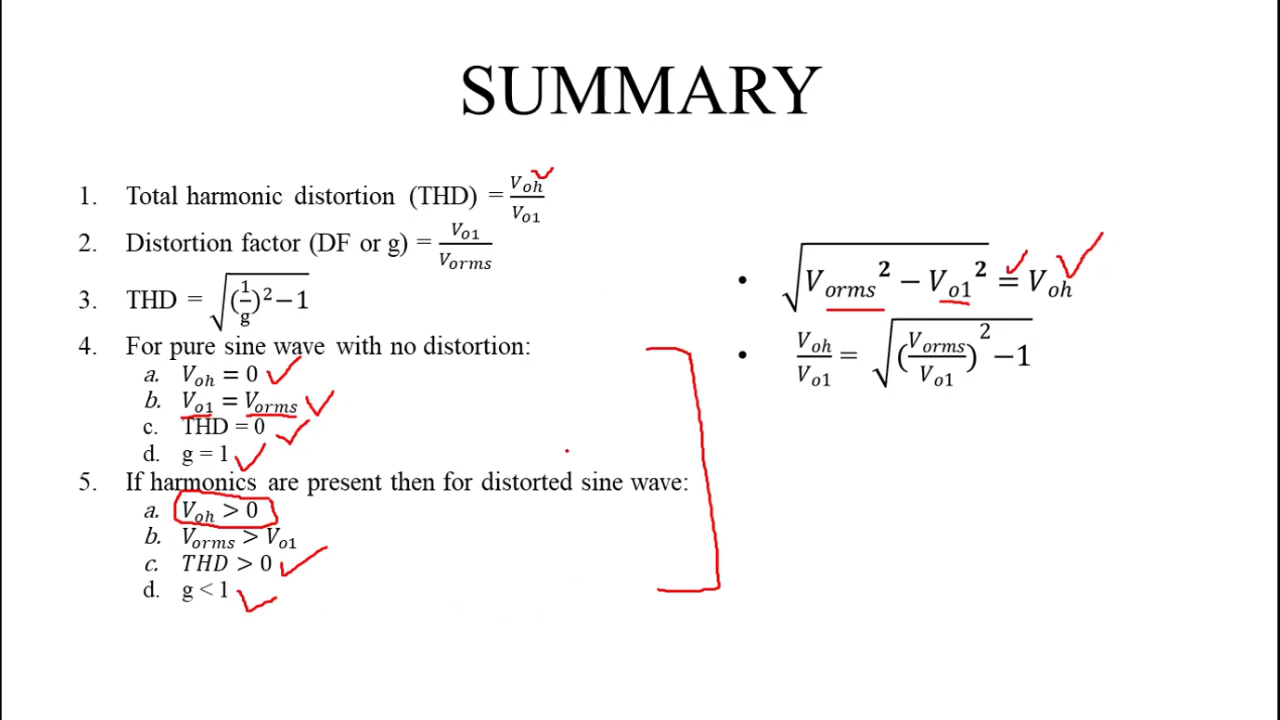 SUMMARY
1. Total harmonic distortion (THD) = V_oh/V_o1
2. Distortion factor (DF or g) = V_o1/V_orms
3. THD = √((1/g)² − 1)
4. For pure sine wave with no distortion:
a. V_oh = 0
b. V_o1 = V_orms
c. THD = 0
d. g = 1
5. If harmonics are present then for distorted sine wave:
a. V_oh > 0
b. V_orms > V_o1
c. THD > 0
d. g < 1
• √(V_orms² − V_o1²) = V_oh
• V_oh/V_o1 = √((V_orms/V_o1)² − 1)